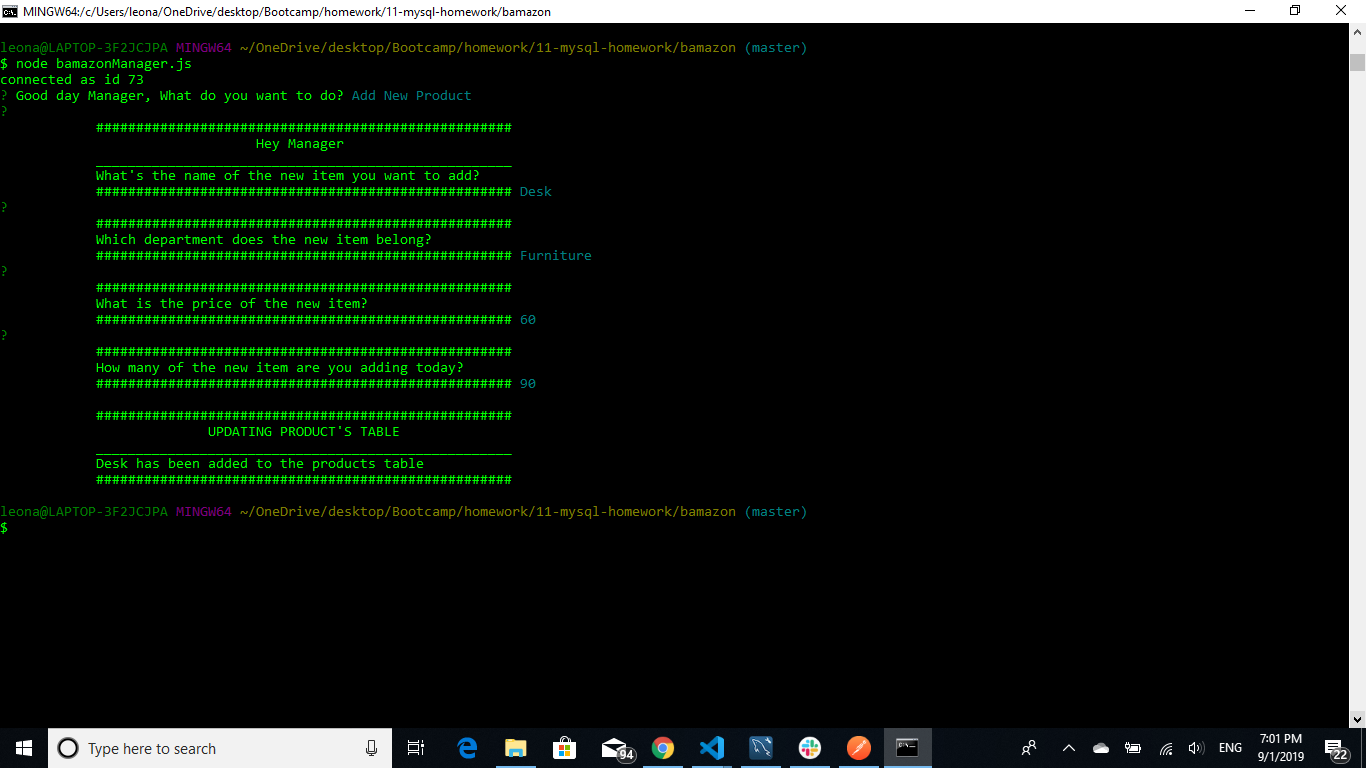 MINGW64:/c/Users/leona/OneDrive/desktop/Bootcamp/homework/11-mysql-homework/bamazon
leona@LAPTOP-3F2JCJPA MINGW64 ~/OneDrive/desktop/Bootcamp/homework/11-mysql-homework/bamazon (master)
$ node bamazonManager.js
connected as id 73
? Good day Manager, What do you want to do? Add New Product
?
####################################################
Hey Manager
____________________________________________________
What's the name of the new item you want to add?
#################################################### Desk
?
####################################################
Which department does the new item belong?
#################################################### Furniture
?
####################################################
What is the price of the new item?
#################################################### 60
?
####################################################
How many of the new item are you adding today?
#################################################### 90
####################################################
UPDATING PRODUCT'S TABLE
____________________________________________________
Desk has been added to the products table
####################################################
leona@LAPTOP-3F2JCJPA MINGW64 ~/OneDrive/desktop/Bootcamp/homework/11-mysql-homework/bamazon (master)
$
Type here to search
94
ENG
7:01 PM
9/1/2019
22